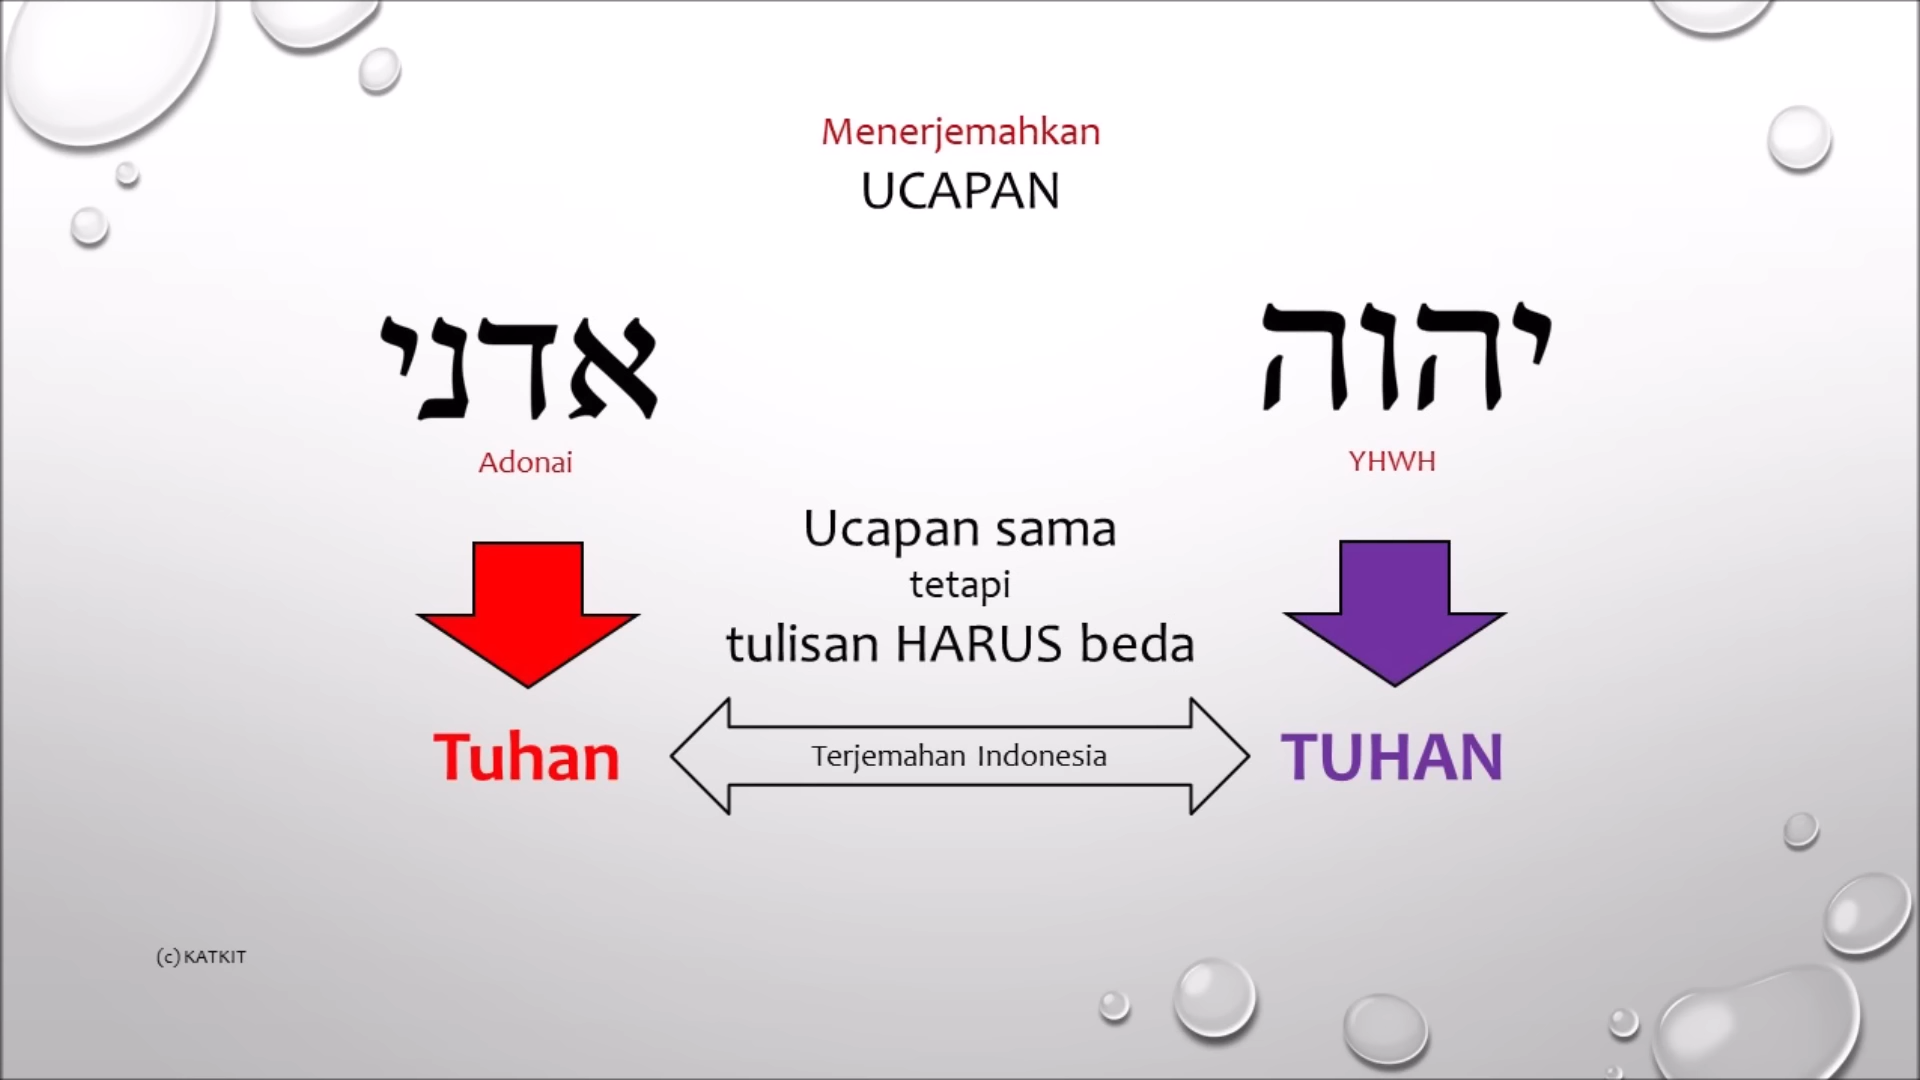 Menerjemahkan
UCAPAN
אדני
יהוה
Adonai
YHWH
Ucapan sama
tetapi
tulisan HARUS beda
Tuhan
Terjemahan Indonesia
TUHAN
(c) KATKIT